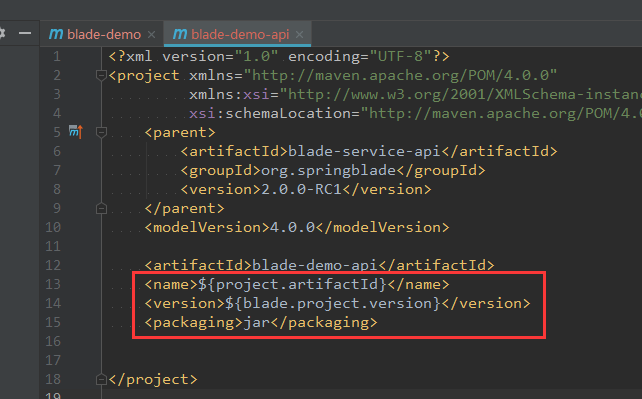 blade-demo blade-demo-api
1 <?xml version="1.0" encoding="UTF-8"?>
2 <project xmlns="http://maven.apache.org/POM/4.0.0"
3 xmlns:xsi="http://www.w3.org/2001/XMLSchema-instanc
4 xsi:schemaLocation="http://maven.apache.org/POM/4.0
5 <parent>
6 <artifactId>blade-service-api</artifactId>
7 <groupId>org.springblade</groupId>
8 <version>2.0.0-RC1</version>
9 </parent>
10 <modelVersion>4.0.0</modelVersion>
11
12 <artifactId>blade-demo-api</artifactId>
13 <name>${project.artifactId}</name>
14 <version>${blade.project.version}</version>
15 <packaging>jar</packaging>
16
17
18 </project>
19